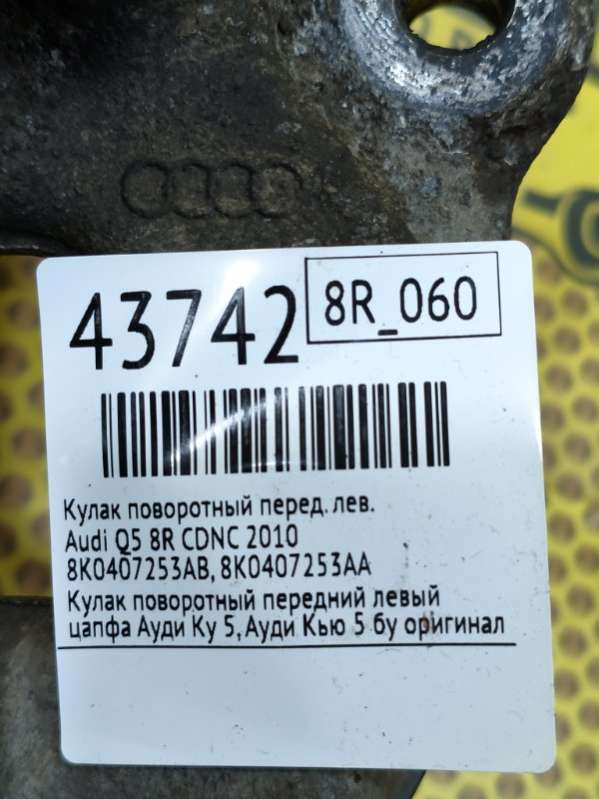 43742
8R_060
Кулак поворотный перед. лев.
Audi Q5 8R CDNC 2010
8K0407253AB, 8K0407253AA
Кулак поворотный передний левый
цапфа Ауди Ку 5, Ауди Кью 5 бу оригинал